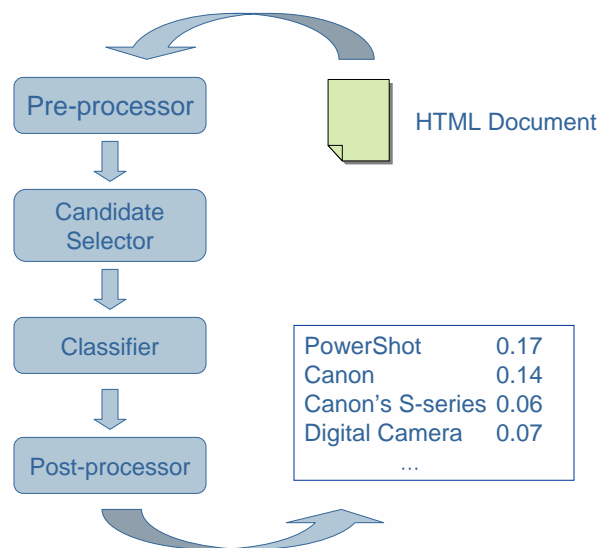 Pre-processor
HTML Document
Candidate
Selector
Classifier
Post-processor
PowerShot 0.17
Canon 0.14
Canon’s S-series 0.06
Digital Camera 0.07
...